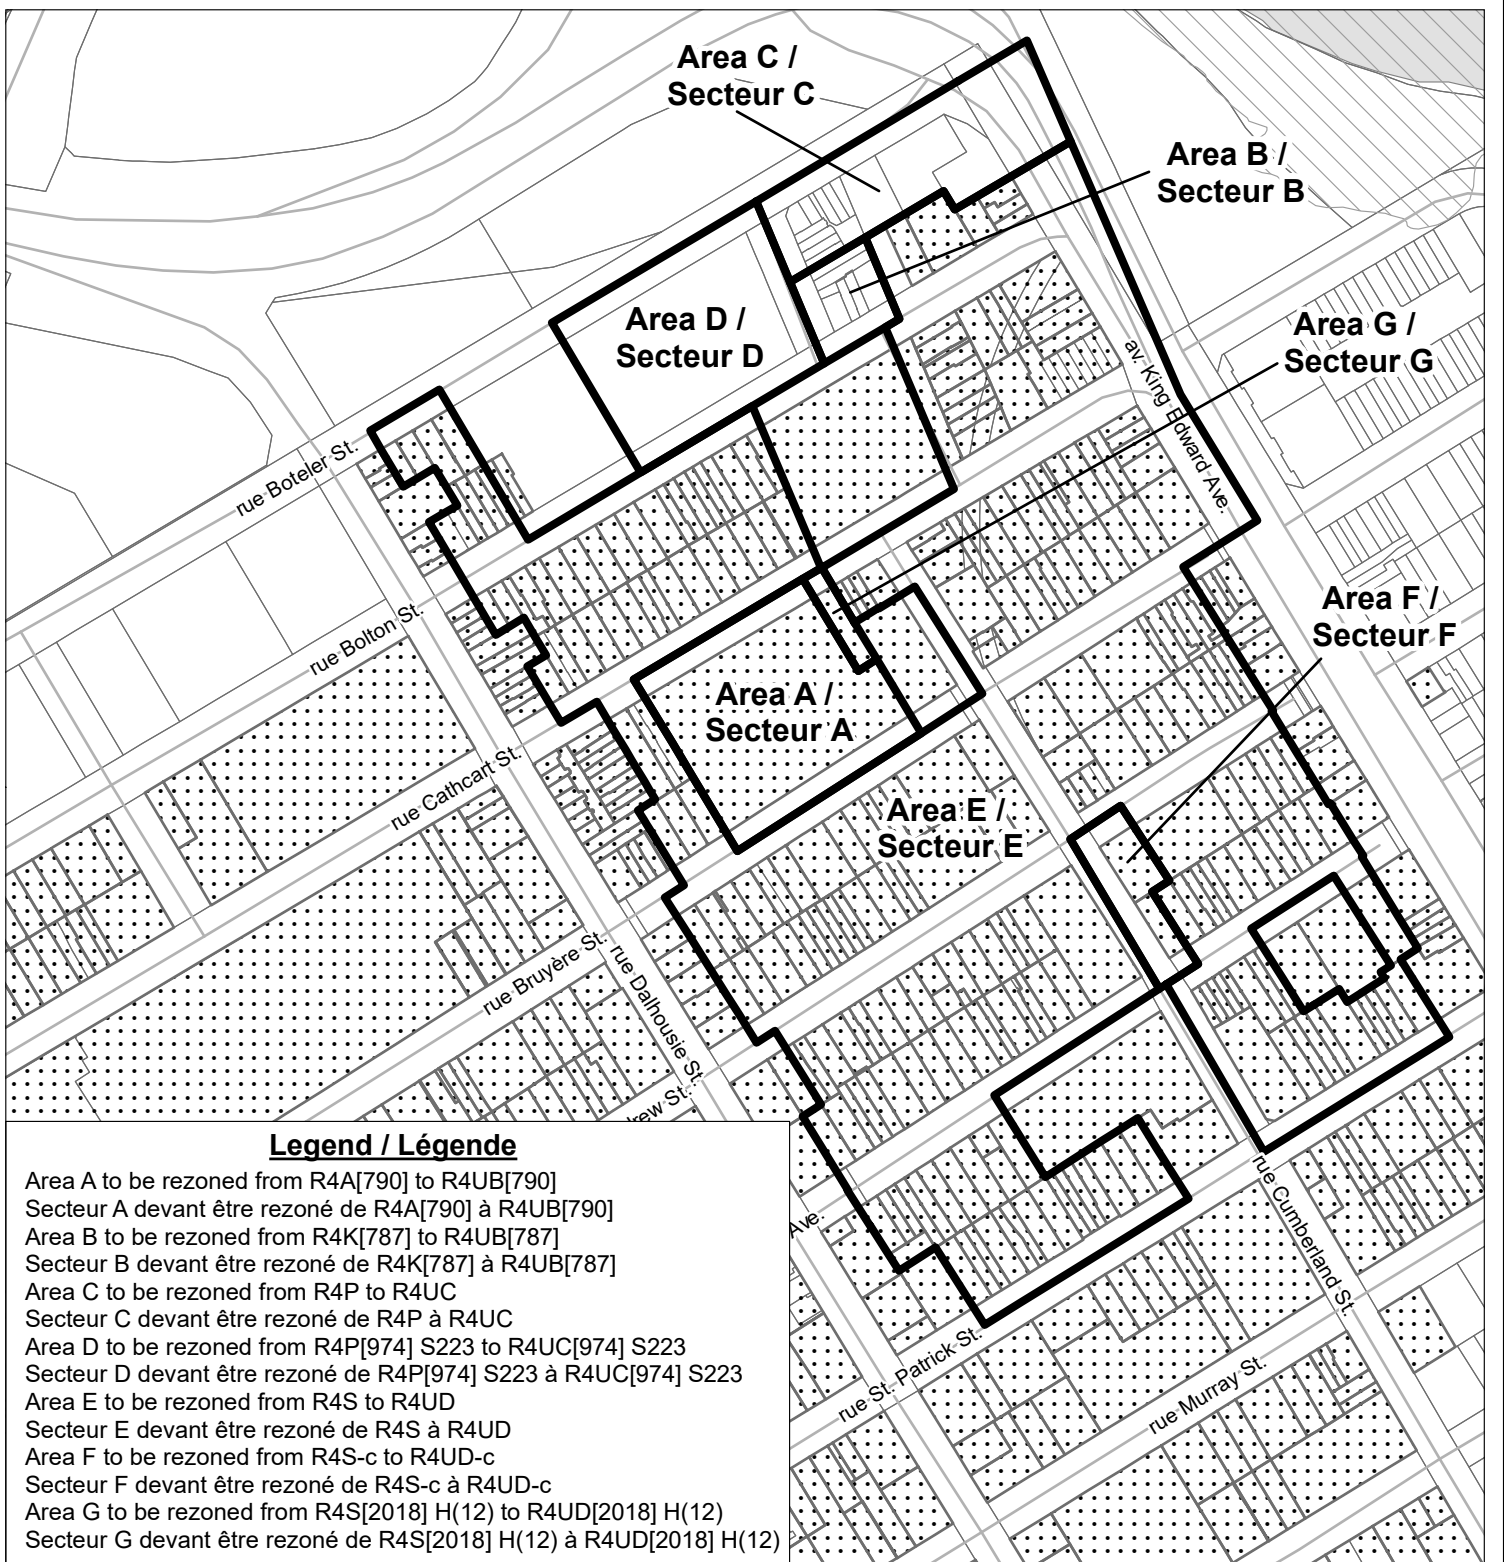 Area C /
Secteur C
Area B /
Secteur B
Area D /
Secteur D
Area G /
Secteur G
av. King Edward Ave.
rue Boteler St.
rue Bolton St.
Area F /
Secteur F
Area A /
Secteur A
rue Cathcart St.
Area E /
Secteur E
rue Bruyère St.
rue Dalhousie St.
rew St.
Ave.
rue Cumberland St.
rue St. Patrick St.
rue Murray St.
Legend / Légende
Area A to be rezoned from R4A[790] to R4UB[790]
Secteur A devant être rezoné de R4A[790] à R4UB[790]
Area B to be rezoned from R4K[787] to R4UB[787]
Secteur B devant être rezoné de R4K[787] à R4UB[787]
Area C to be rezoned from R4P to R4UC
Secteur C devant être rezoné de R4P à R4UC
Area D to be rezoned from R4P[974] S223 to R4UC[974] S223
Secteur D devant être rezoné de R4P[974] S223 à R4UC[974] S223
Area E to be rezoned from R4S to R4UD
Secteur E devant être rezoné de R4S à R4UD
Area F to be rezoned from R4S-c to R4UD-c
Secteur F devant être rezoné de R4S-c à R4UD-c
Area G to be rezoned from R4S[2018] H(12) to R4UD[2018] H(12)
Secteur G devant être rezoné de R4S[2018] H(12) à R4UD[2018] H(12)